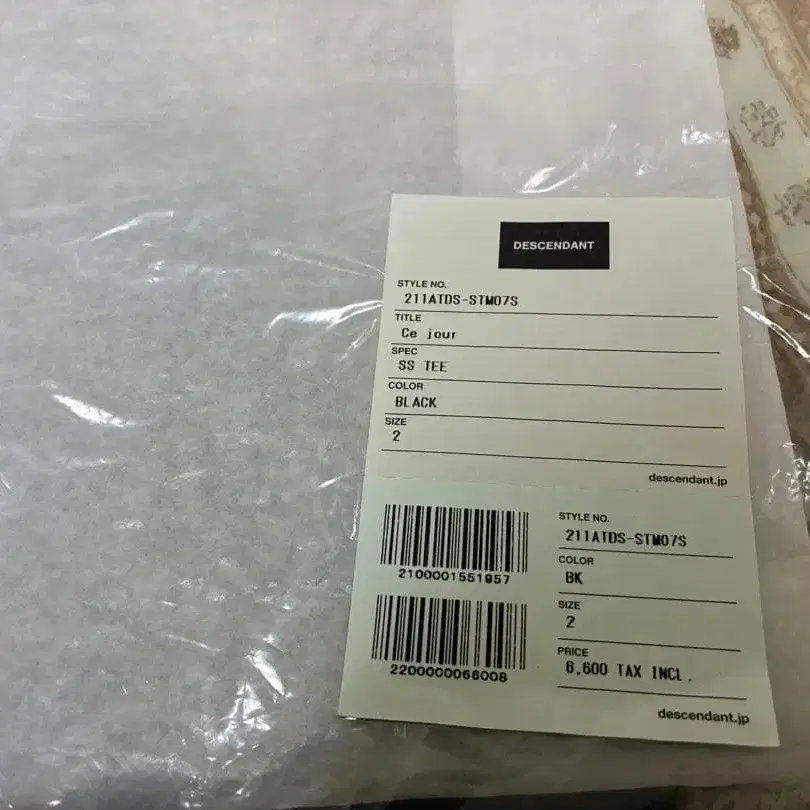 DESCENDANT
STYLE NO.
211ATDS-STM07S
TITLE
Ce jour
SPEC
SS TEE
COLOR
BLACK
SIZE
2
descendant.jp
2100001551957
2200000066008
STYLE NO.
211ATDS-STM07S
COLOR
BK
SIZE
2
PRICE
6,600 TAX INCL.
descendant.jp